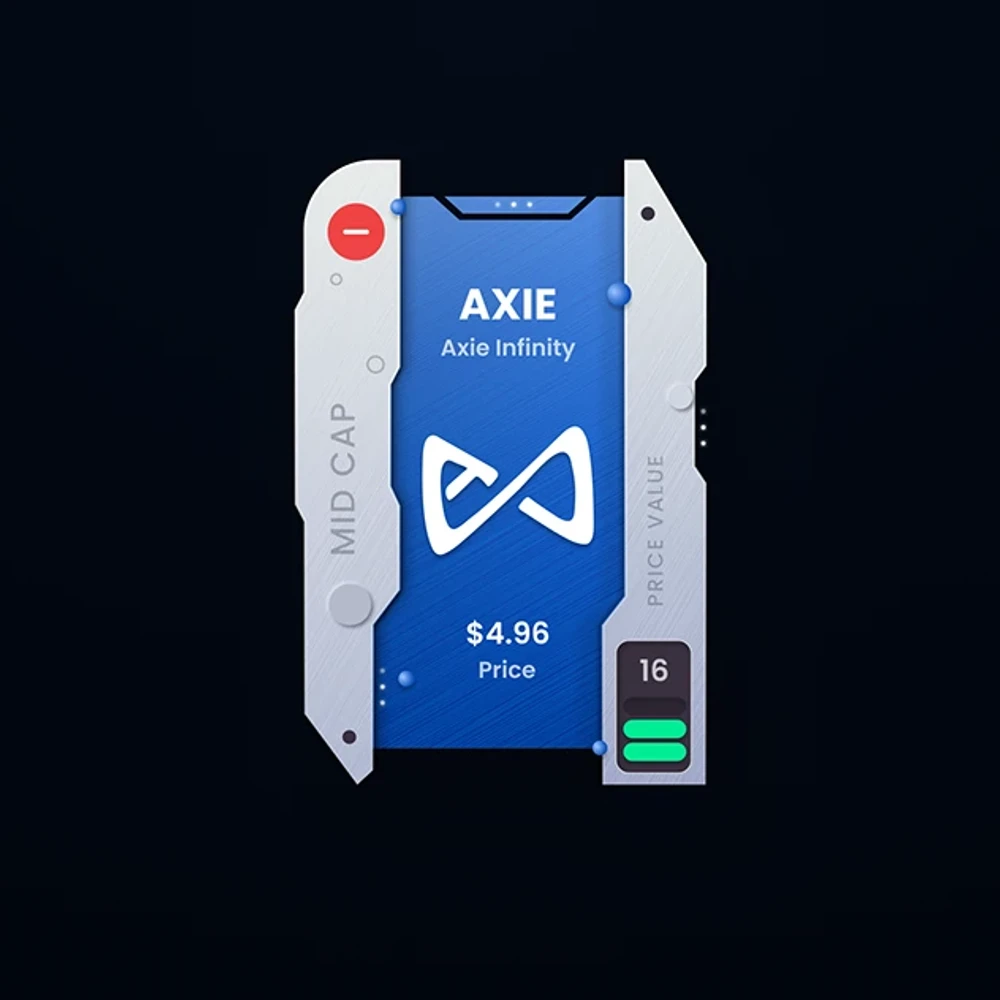 AXIE
Axie Infinity
MID CAP
PRICE VALUE
$4.96
Price
16